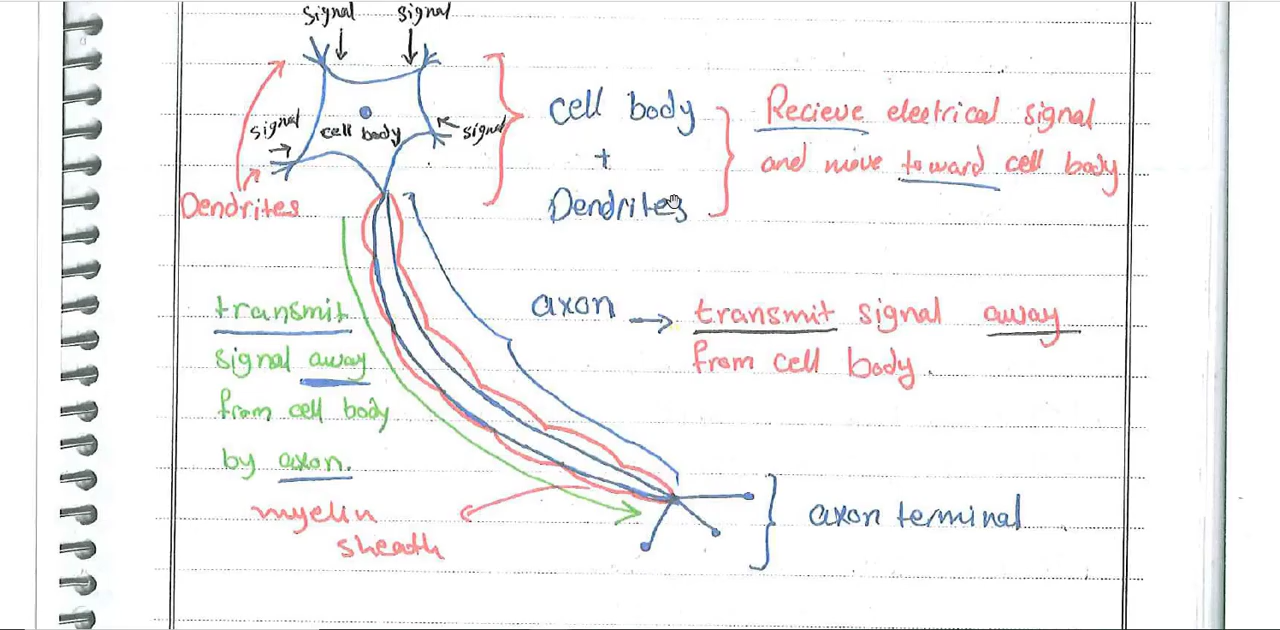 signal signal
cell body
Recieve electrical signal
signal
cell body
signal
+
and move toward cell body
Dendrites
Dendrites
transmit
signal away
from cell body
by axon.
axon → transmit signal away
from cell body.
myelin
sheath
axon terminal